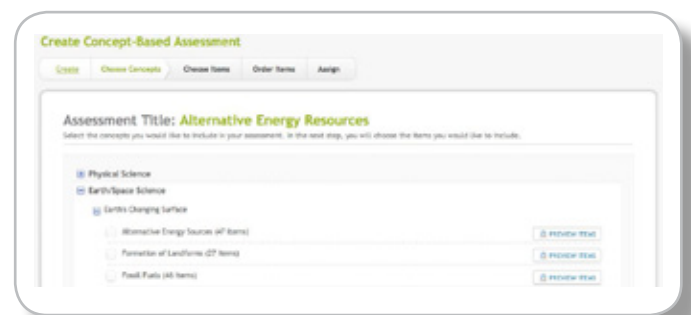 Create Concept-Based Assessment
Create Choose Concepts Choose Items Order Items Assign
Assessment Title: Alternative Energy Resources
Select the concepts you would like to include in your assessment. In the next step, you will choose the items you would like to include.
Physical Science
Earth/Space Science
Earth's Changing Surface
Alternative Energy Sources (47 items) PREVIEW ITEMS
Formation of Landforms (27 items) PREVIEW ITEMS
Fossil Fuels (46 items) PREVIEW ITEMS